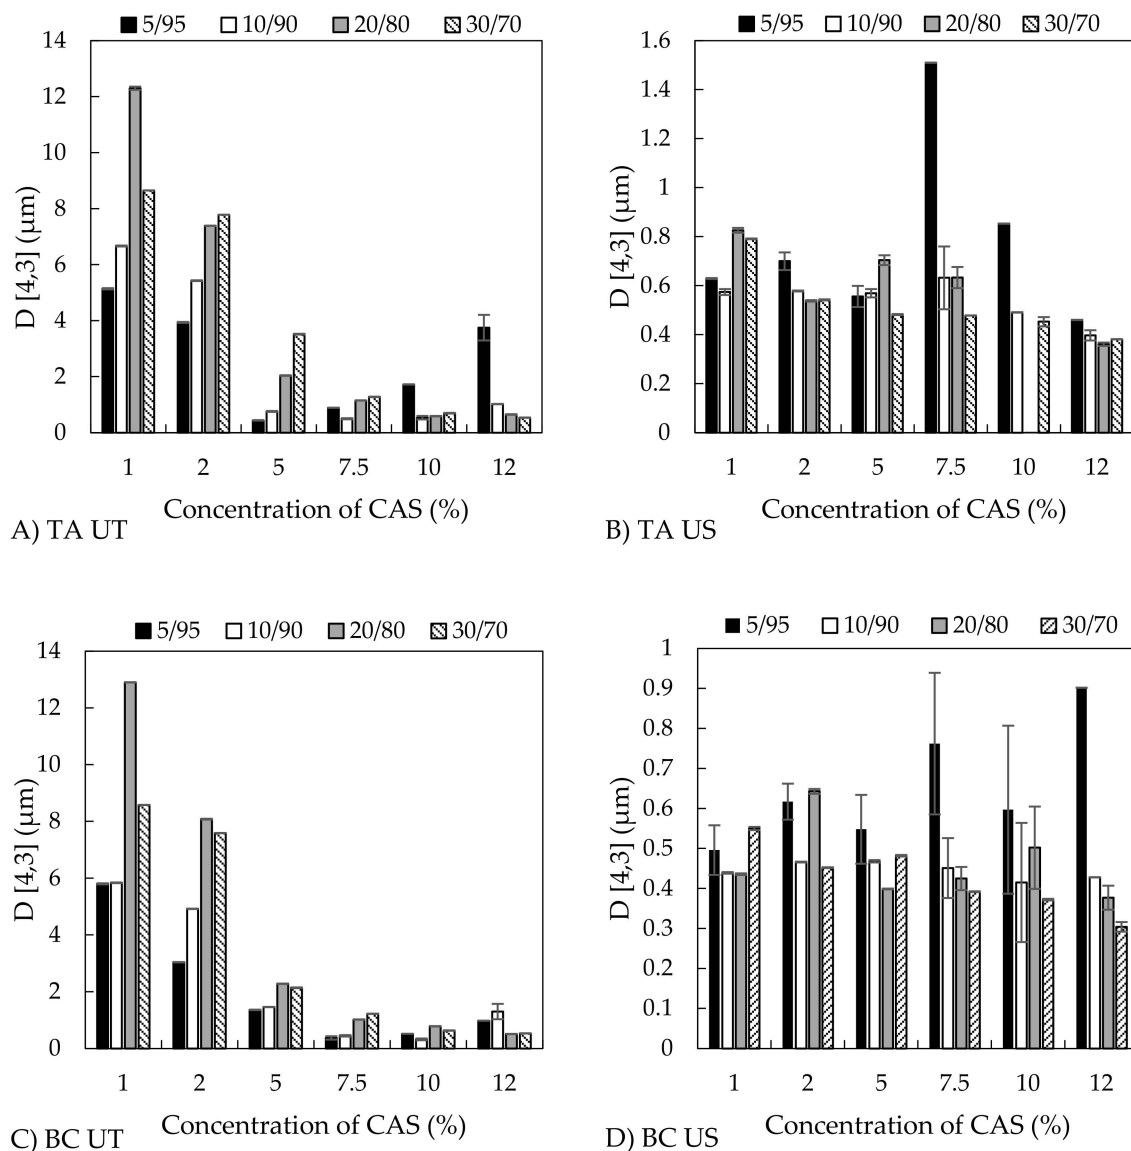 5/95 10/90 20/80 30/70
14
12
10
8
6
4
2
0
D [4,3] (µm)
1 2 5 7.5 10 12
Concentration of CAS (%)
A) TA UT
5/95 10/90 20/80 30/70
1.6
1.4
1.2
1
0.8
0.6
0.4
0.2
0
D [4,3] (µm)
1 2 5 7.5 10 12
Concentration of CAS (%)
B) TA US
5/95 10/90 20/80 30/70
14
12
10
8
6
4
2
0
D [4,3] (µm)
1 2 5 7.5 10 12
Concentration of CAS (%)
C) BC UT
5/95 10/90 20/80 30/70
1
0.9
0.8
0.7
0.6
0.5
0.4
0.3
0.2
0.1
0
D [4,3] (µm)
1 2 5 7.5 10 12
Concentration of CAS (%)
D) BC US